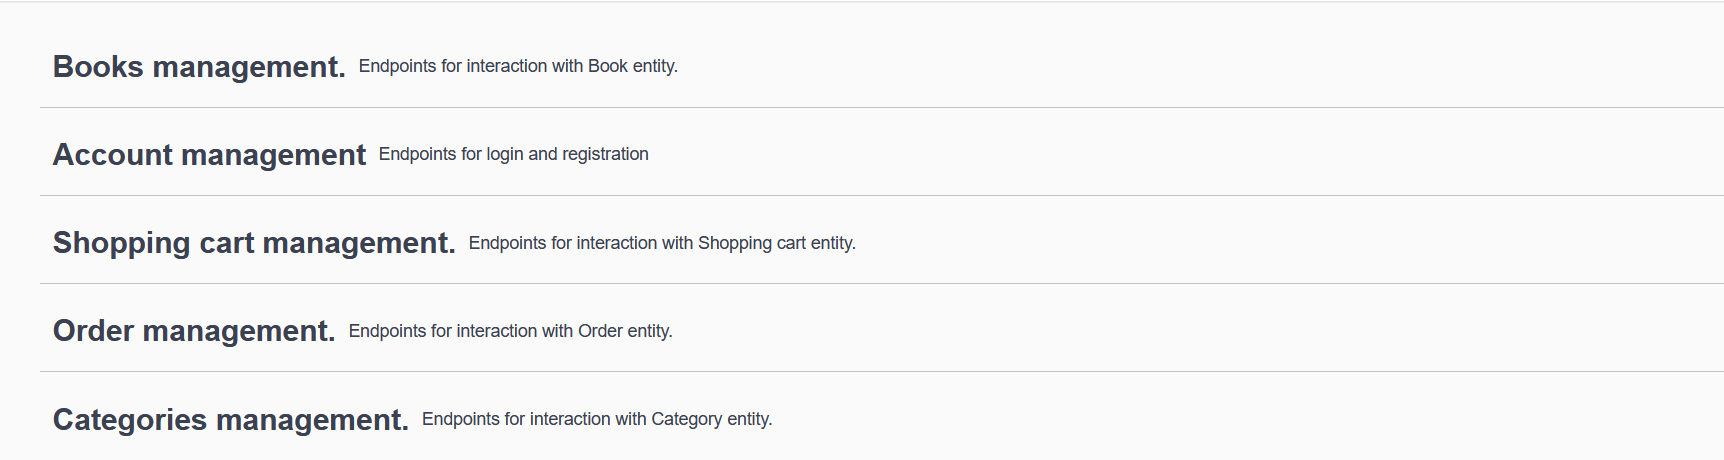 Books management. Endpoints for interaction with Book entity.
Account management Endpoints for login and registration
Shopping cart management. Endpoints for interaction with Shopping cart entity.
Order management. Endpoints for interaction with Order entity.
Categories management. Endpoints for interaction with Category entity.